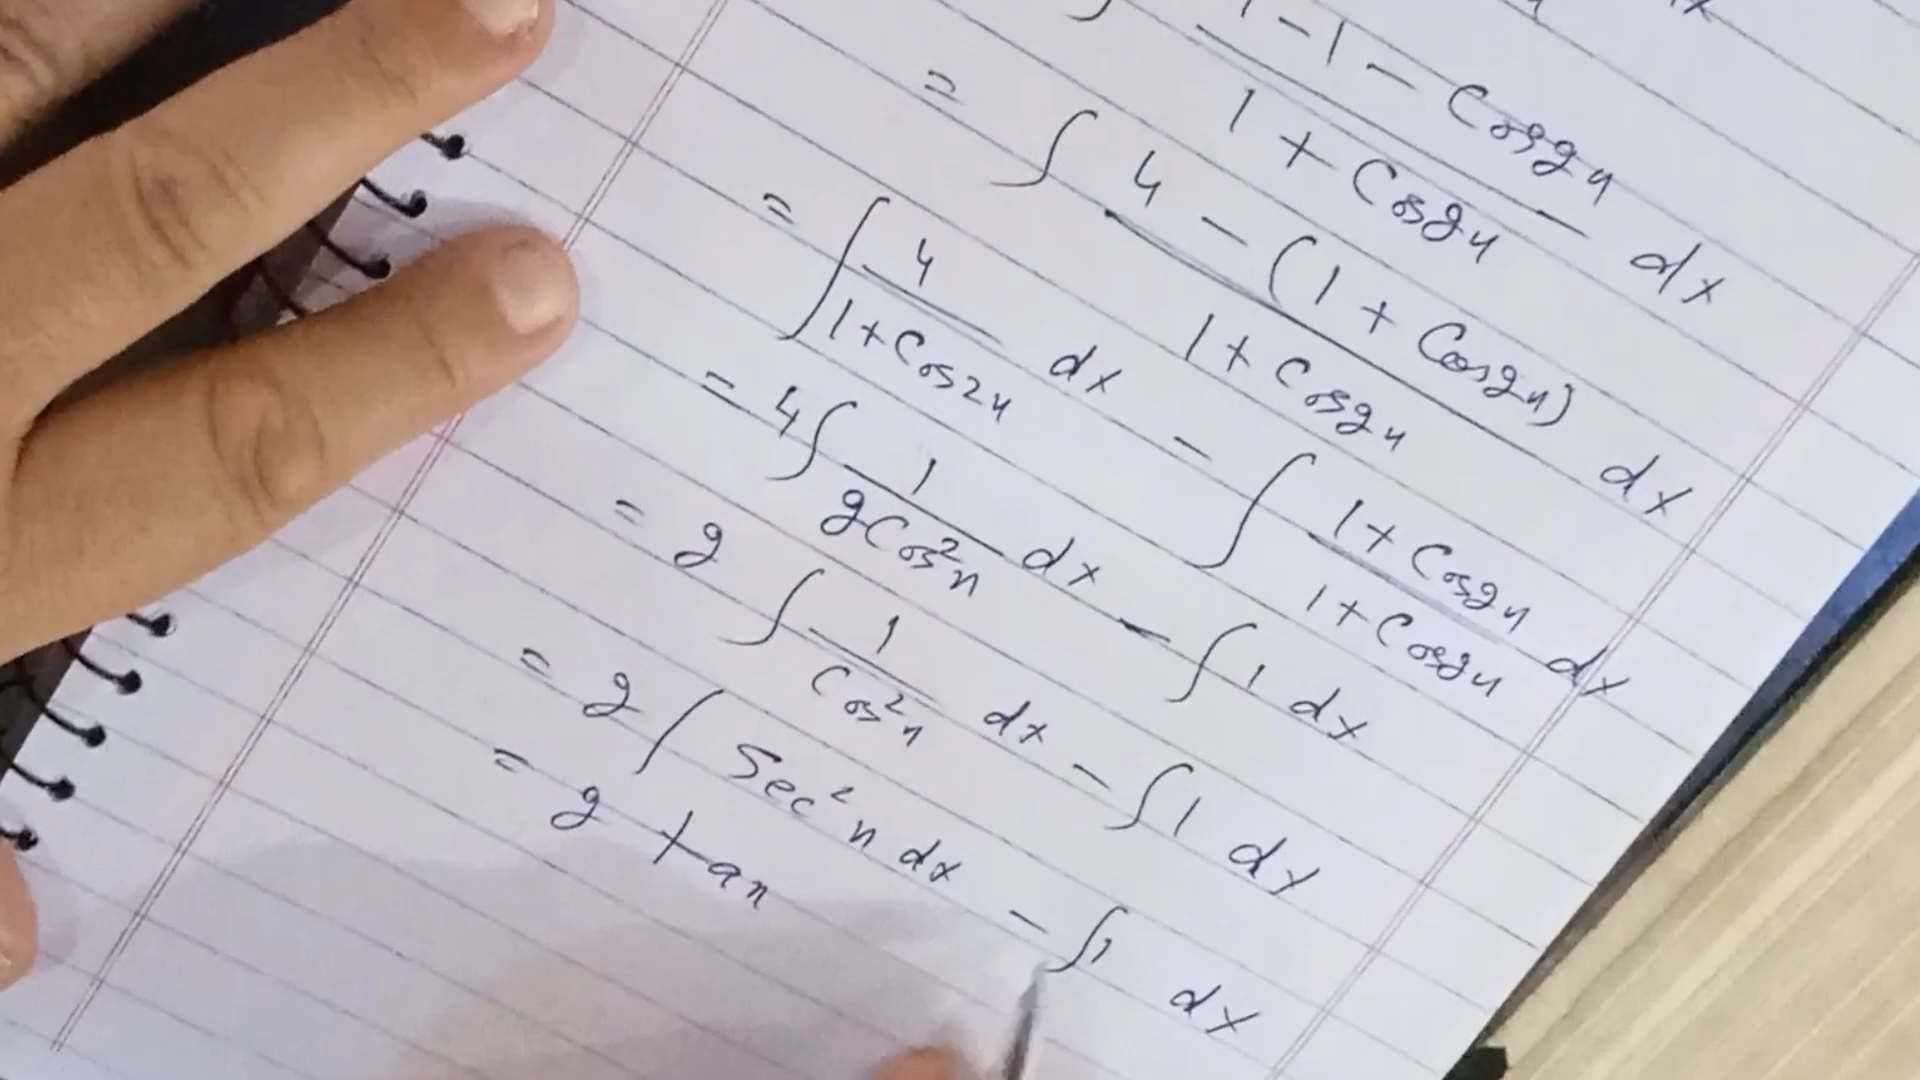 1 - 1 - Cos2x
1 + Cos2x dx
= ∫ 4 - (1 + Cos2x)
1 + Cos2x dx
= ∫ 4
1 + Cos2x dx - ∫ 1 + Cos2x
1 + Cos2x dx
= 4 ∫ 1
2Cos²x dx - ∫ 1 dx
= 2 ∫ 1
Cos²x dx - ∫ 1 dx
= 2 ∫ Sec²x dx - ∫ 1 dx
= 2 tan